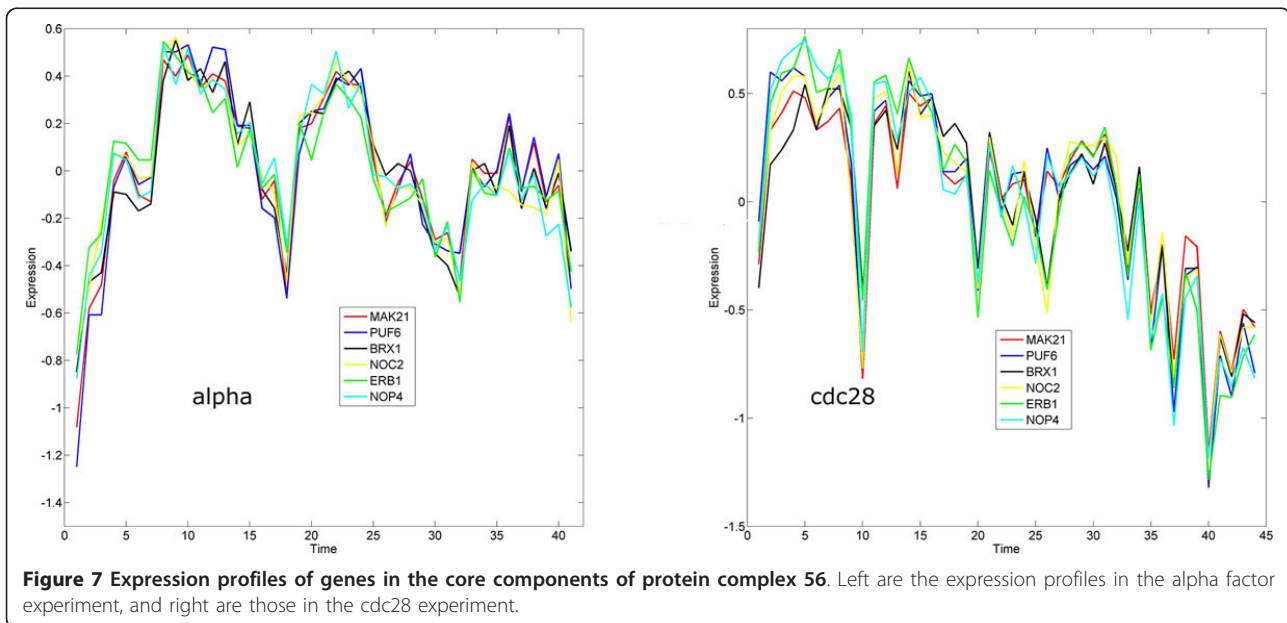 0.6
0.4
0.2
0
-0.2
-0.4
-0.6
-0.8
-1
-1.2
-1.4
Expression
0 5 10 15 20 25 30 35 40 45
Time
MAK21
PUF6
BRX1
NOC2
ERB1
NOP4
alpha
0.5
0
-0.5
-1
-1.5
Expression
0 5 10 15 20 25 30 35 40 45
Time
MAK21
PUF6
BRX1
NOC2
ERB1
NOP4
cdc28
Figure 7 Expression profiles of genes in the core components of protein complex 56. Left are the expression profiles in the alpha factor
experiment, and right are those in the cdc28 experiment.